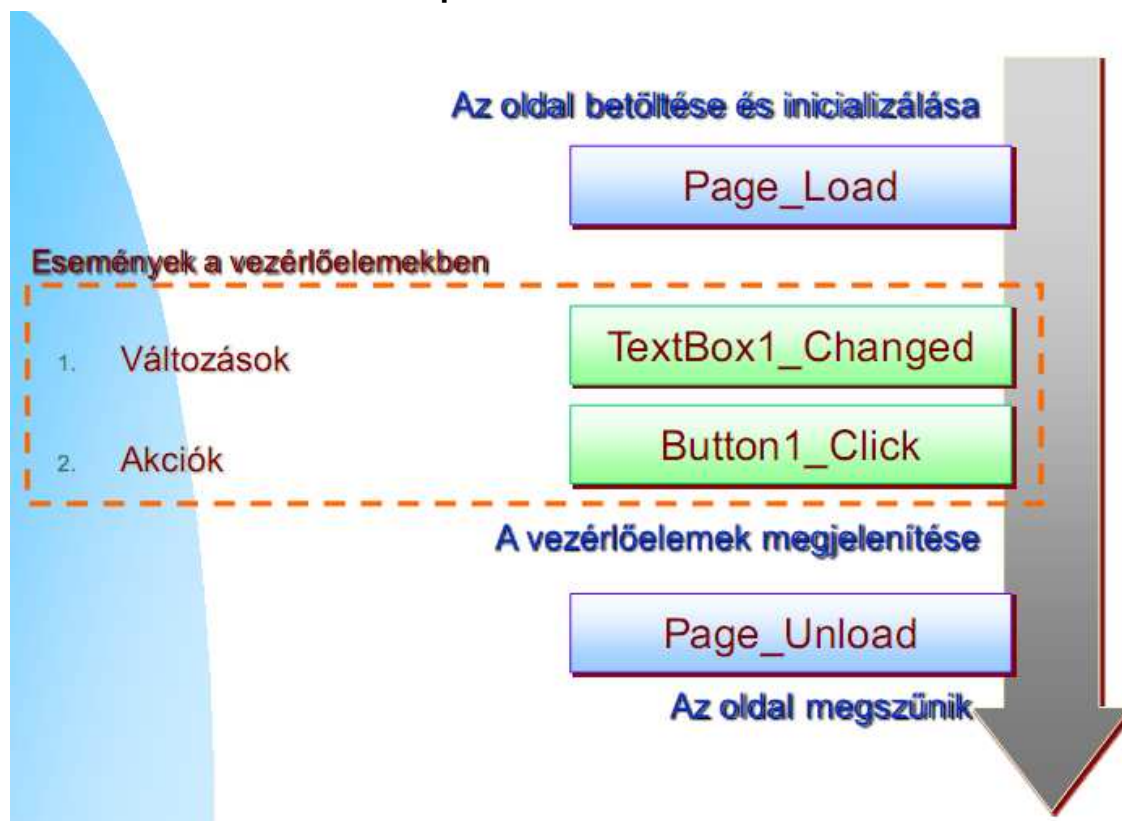 Az oldal betöltése és inicializálása
Page_Load
Események a vezérlőelemekben
1. Változások
TextBox1_Changed
2. Akciók
Button1_Click
A vezérlőelemek megjelenítése
Page_Unload
Az oldal megszűnik